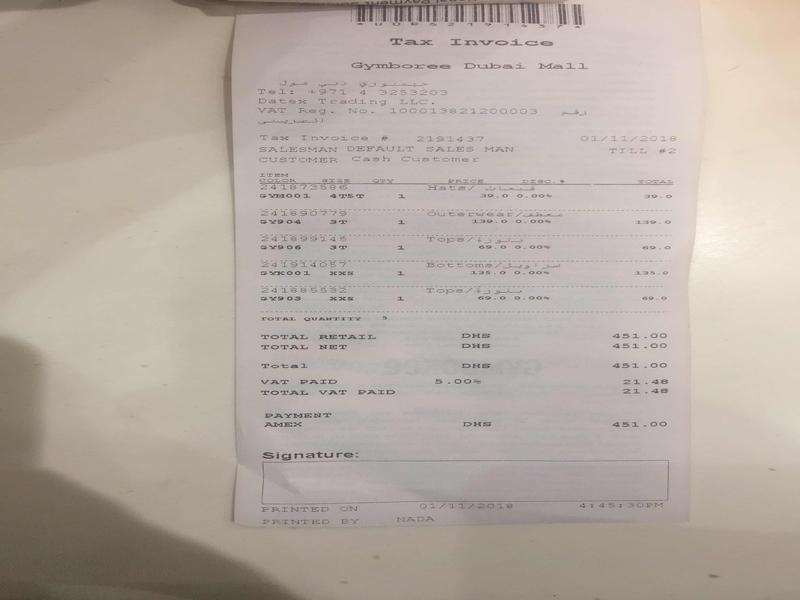 *UDB52191437*
Tax Invoice
Gymboree Dubai Mall
جيمبوري دبي مول
Tel: +971 4 3253203
Datex Trading LLC.
VAT Reg. No. 100013821200003 رقم
الضريبي
Tax Invoice # 2191437 01/11/2018
SALESMAN DEFAULT SALES MAN TILL #2
CUSTOMER Cash Customer
ITEM
COLOR SIZE QTY PRICE DISC.% TOTAL
241873586 Hats/قبعات
GYM001 4T5T 1 39.0 0.00% 39.0
241890779 Outerwear/معطف
GY904 3T 1 139.0 0.00% 139.0
241899145 Tops/بلوزة
GY906 3T 1 69.0 0.00% 69.0
241914057 Bottoms/سراويل
GYK001 XXS 1 135.0 0.00% 135.0
241885532 Tops/بلوزة
GY903 XXS 1 69.0 0.00% 69.0
TOTAL QUANTITY 5
TOTAL RETAIL DHS 451.00
TOTAL NET DHS 451.00
Total DHS 451.00
VAT PAID 5.00% 21.48
TOTAL VAT PAID 21.48
PAYMENT
AMEX DHS 451.00
Signature:
PRINTED ON 01/11/2018 4:45:30PM
PRINTED BY NADA